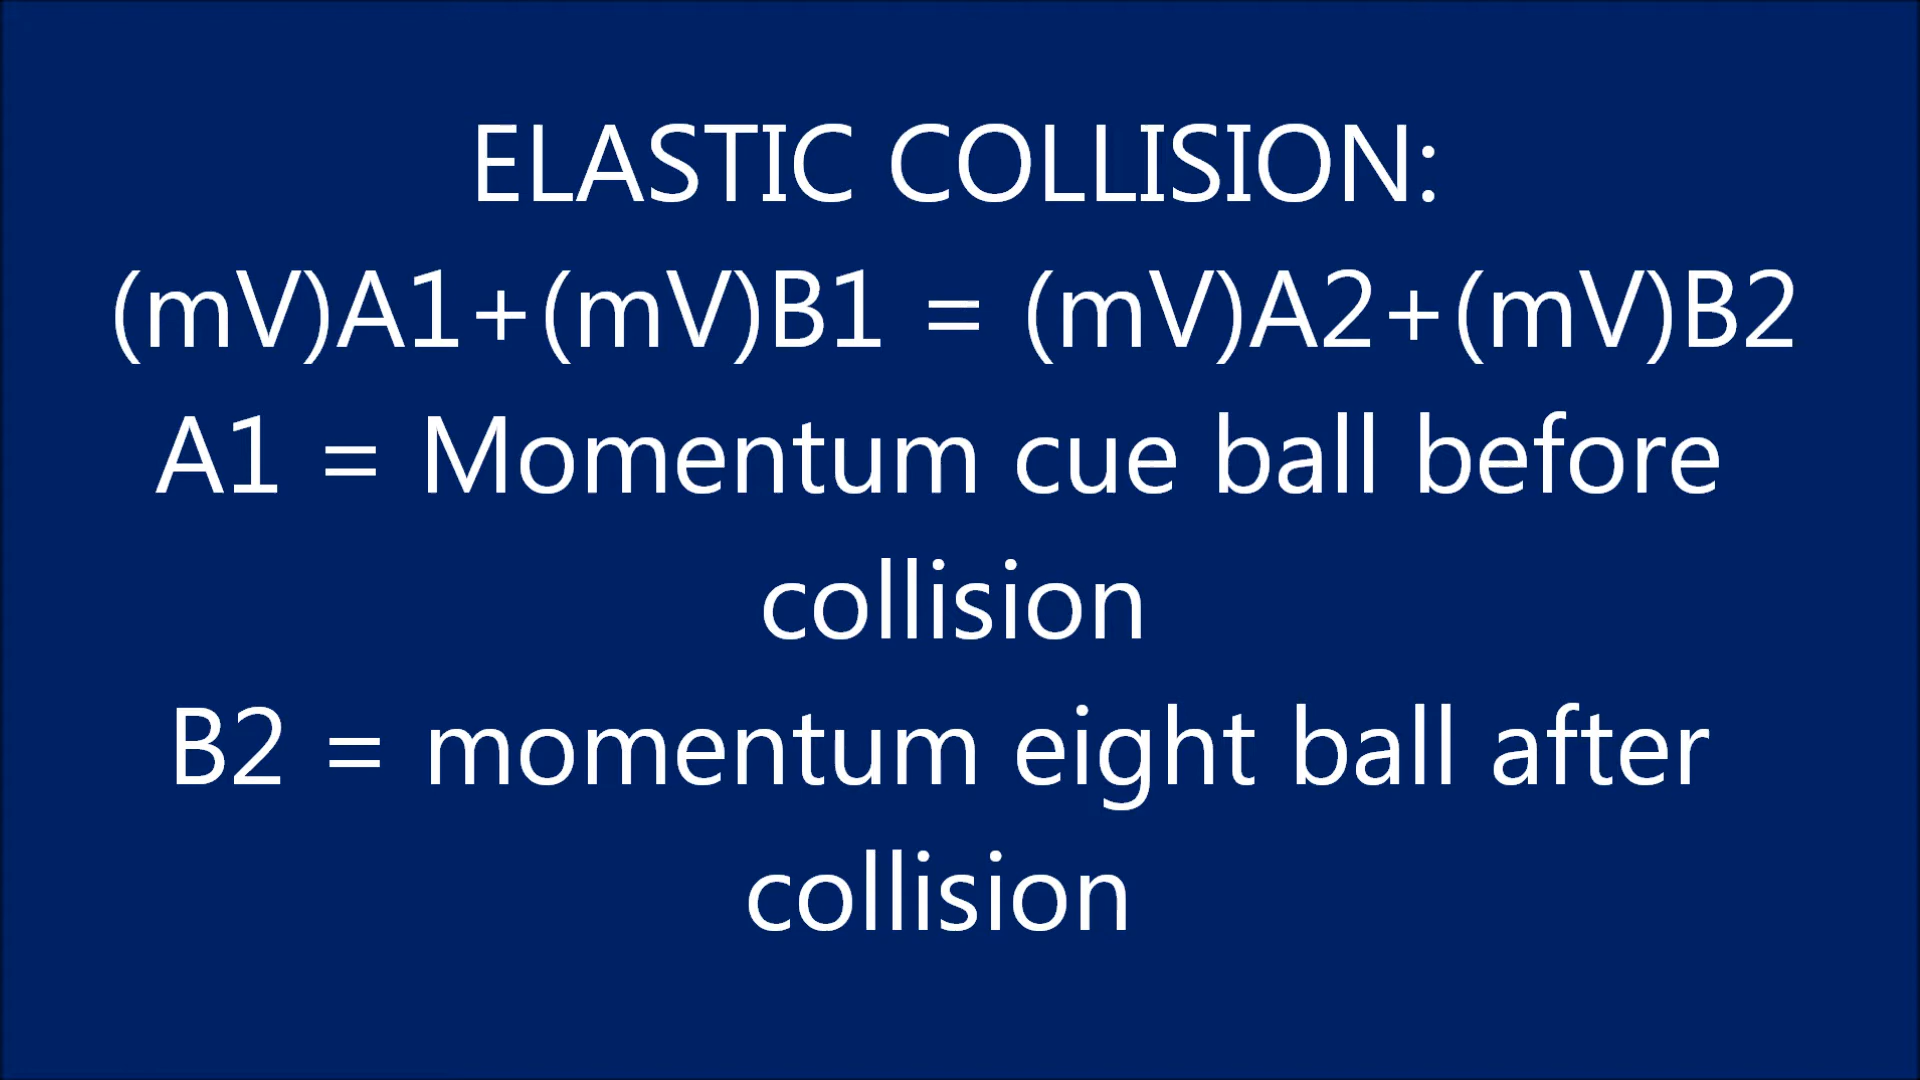 ELASTIC COLLISION:
(mV)A1+(mV)B1 = (mV)A2+(mV)B2
A1 = Momentum cue ball before
collision
B2 = momentum eight ball after
collision